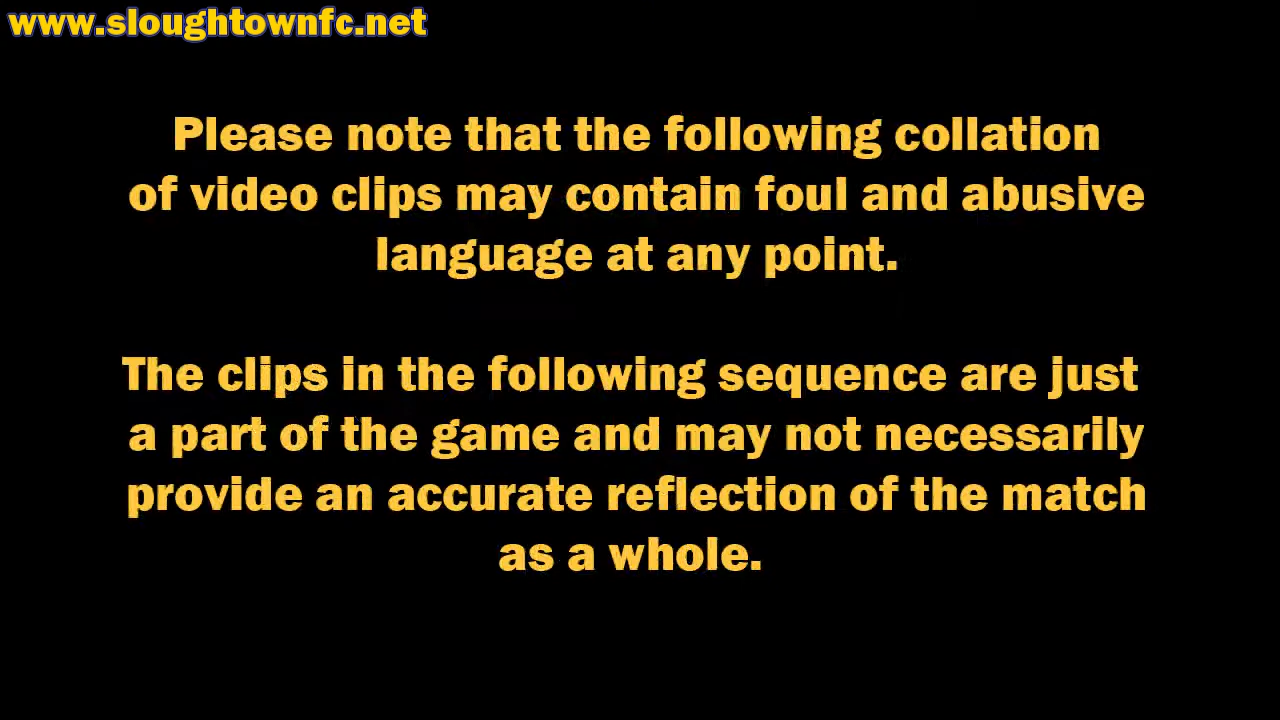 www.sloughtownfc.net
Please note that the following collation
of video clips may contain foul and abusive
language at any point.
The clips in the following sequence are just
a part of the game and may not necessarily
provide an accurate reflection of the match
as a whole.